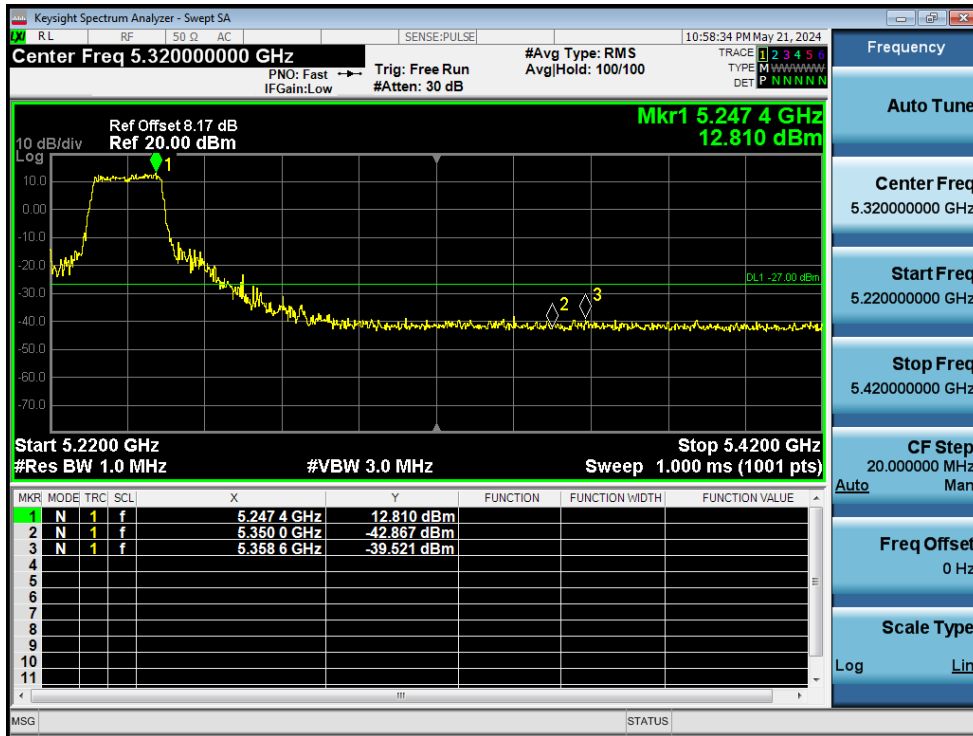 Keysight Spectrum Analyzer - Swept SA
LXI RL RF 50 Ω AC SENSE:PULSE 10:58:34 PM May 21, 2024
Center Freq 5.320000000 GHz
PNO: Fast
IFGain:Low
Trig: Free Run
#Atten: 30 dB
#Avg Type: RMS
Avg|Hold: 100/100
TRACE 1 2 3 4 5 6
TYPE M W W W W W
DET P N N N N N
Mkr1 5.247 4 GHz
12.810 dBm
Ref Offset 8.17 dB
10 dB/div Ref 20.00 dBm
Log
1
10.0
0.00
-10.0
-20.0
DL1 -27.00 dBm
-30.0
2
3
-40.0
-50.0
-60.0
-70.0
Start 5.2200 GHz Stop 5.4200 GHz
#Res BW 1.0 MHz #VBW 3.0 MHz Sweep 1.000 ms (1001 pts)
MKR MODE TRC SCL X Y FUNCTION FUNCTION WIDTH FUNCTION VALUE
1 N 1 f 5.247 4 GHz 12.810 dBm
2 N 1 f 5.350 0 GHz -42.867 dBm
3 N 1 f 5.358 6 GHz -39.521 dBm
4
5
6
7
8
9
10
11
MSG STATUS
Frequency
Auto Tune
Center Freq
5.320000000 GHz
Start Freq
5.220000000 GHz
Stop Freq
5.420000000 GHz
CF Step
20.000000 MHz
Auto Man
Freq Offset
0 Hz
Scale Type
Log Lin